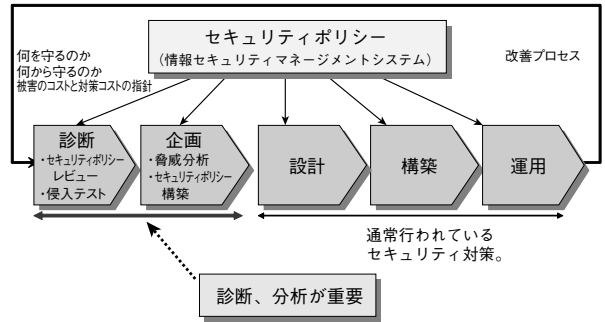 セキュリティポリシー
（情報セキュリティマネージメントシステム）
何を守るのか
何から守るのか
被害のコストと対策コストの指針
改善プロセス
診断
・セキュリティポリシー
レビュー
・侵入テスト
企画
・脅威分析
・セキュリティポリシー
構築
設計
構築
運用
通常行われている
セキュリティ対策。
診断、分析が重要